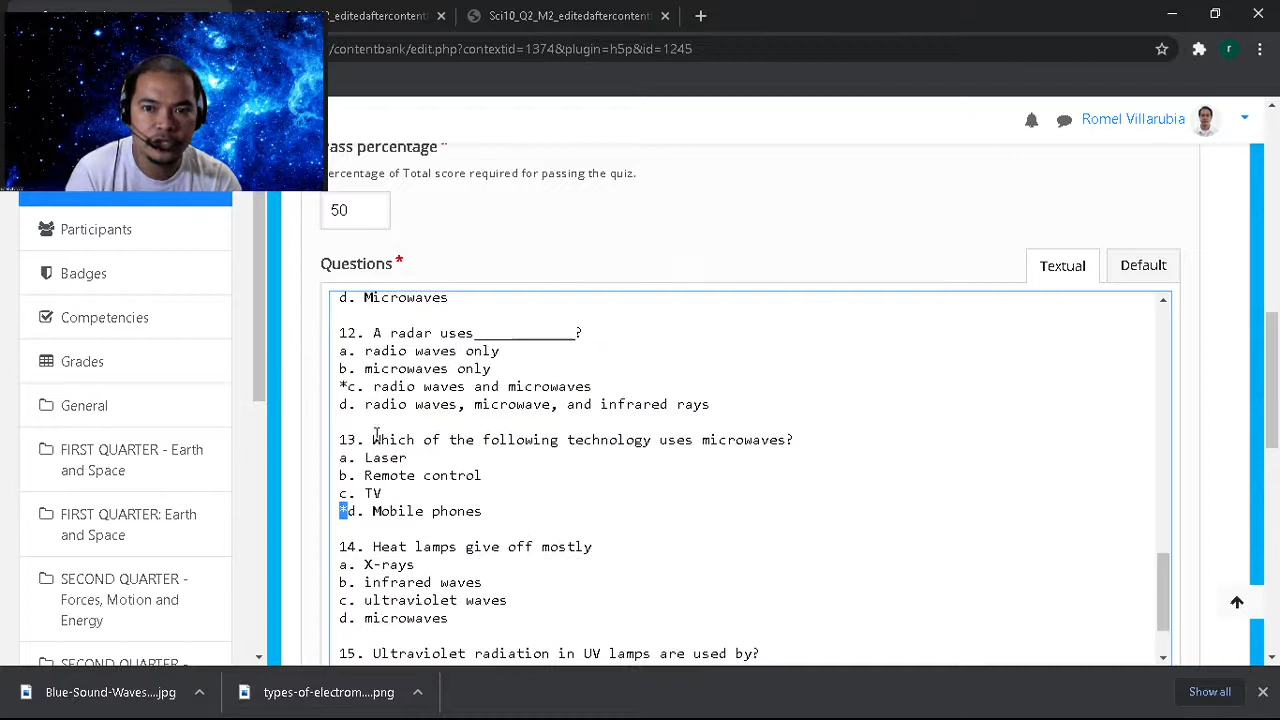 _editedaftercontent
Sci10_Q2_M2_editedaftercontent
/contentbank/edit.php?contextid=1374&plugin=h5p&id=1245
r
Romel Villarubia
Pass percentage *
ercentage of Total score required for passing the quiz.
50
Participants
Badges
Competencies
Grades
General
FIRST QUARTER - Earth
and Space
FIRST QUARTER: Earth
and Space
SECOND QUARTER -
Forces, Motion and
Energy
SECOND QUARTER -
Questions *
Textual
Default
d. Microwaves
12. A radar uses____________?
a. radio waves only
b. microwaves only
*c. radio waves and microwaves
d. radio waves, microwave, and infrared rays
13. Which of the following technology uses microwaves?
a. Laser
b. Remote control
c. TV
*d. Mobile phones
14. Heat lamps give off mostly
a. X-rays
b. infrared waves
c. ultraviolet waves
d. microwaves
15. Ultraviolet radiation in UV lamps are used by?
Blue-Sound-Waves....jpg
types-of-electrom....png
Show all